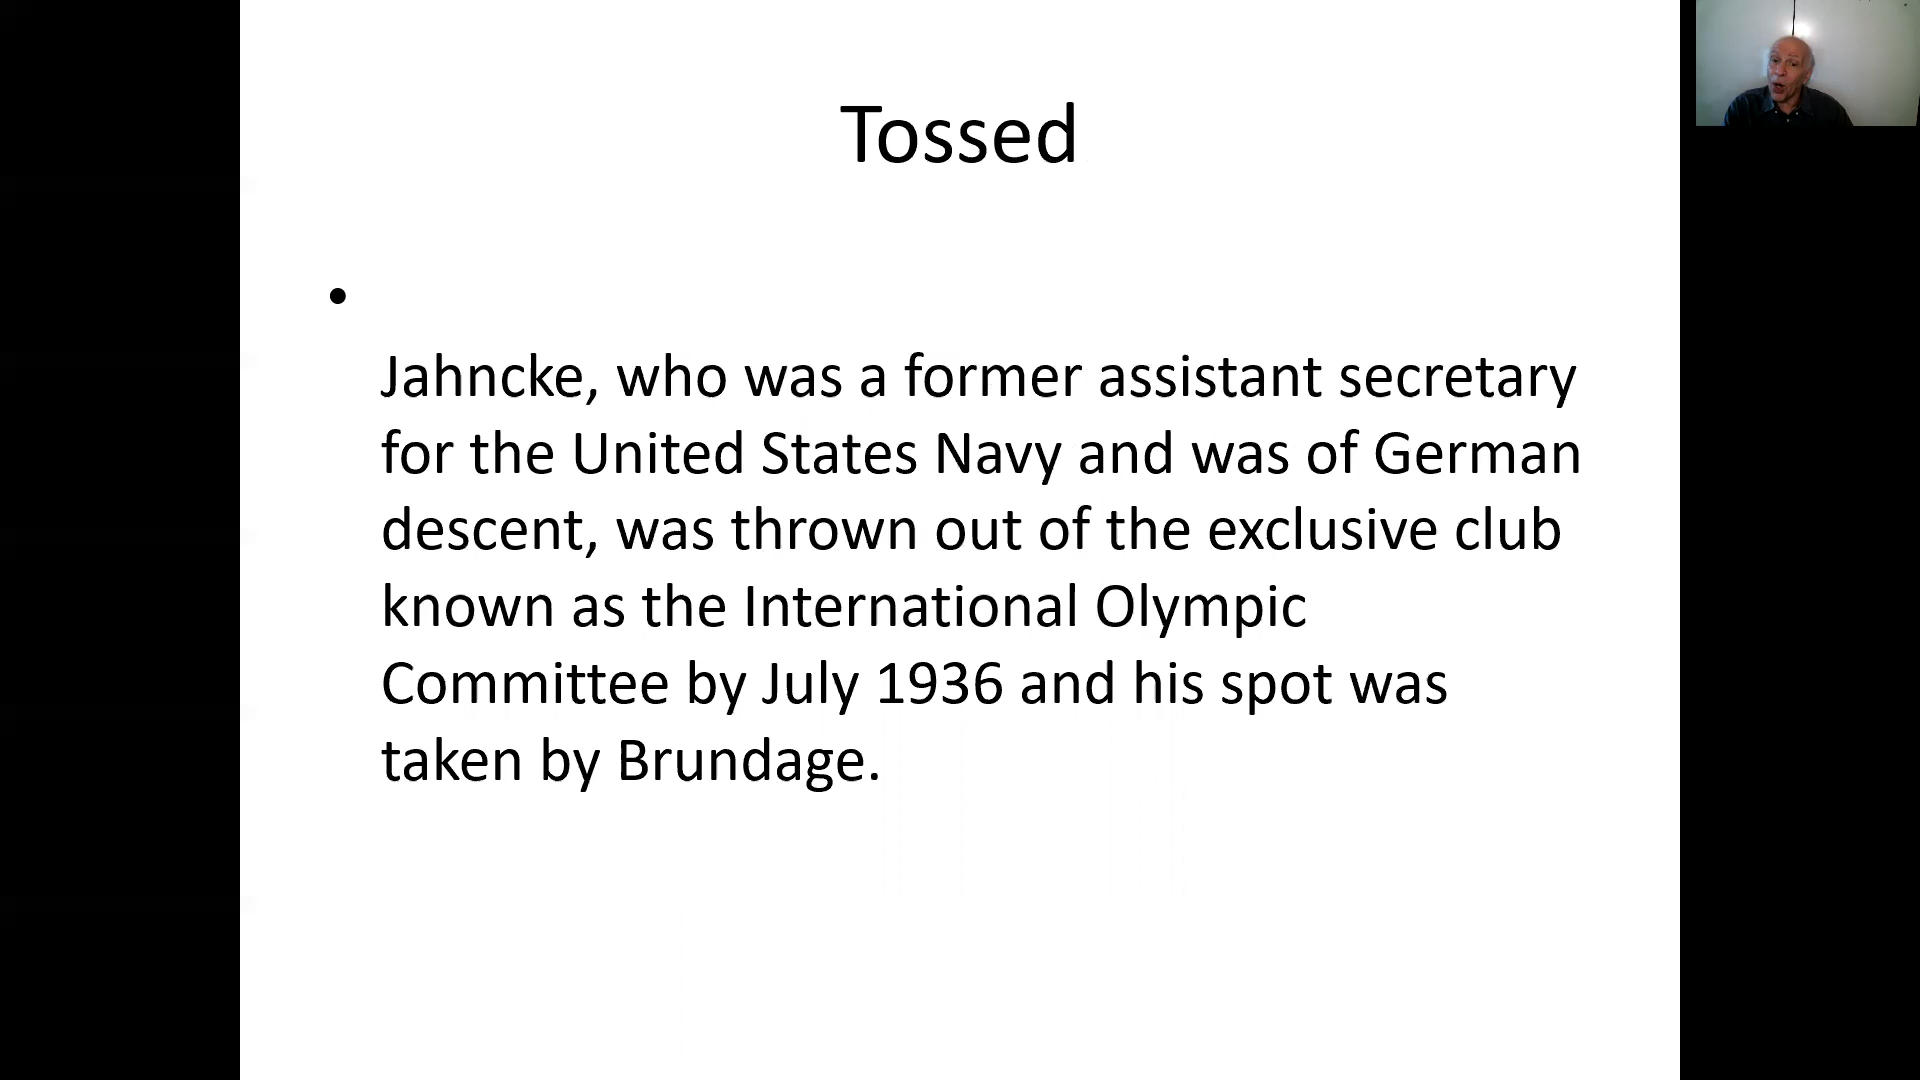 Tossed
•
Jahncke, who was a former assistant secretary
for the United States Navy and was of German
descent, was thrown out of the exclusive club
known as the International Olympic
Committee by July 1936 and his spot was
taken by Brundage.